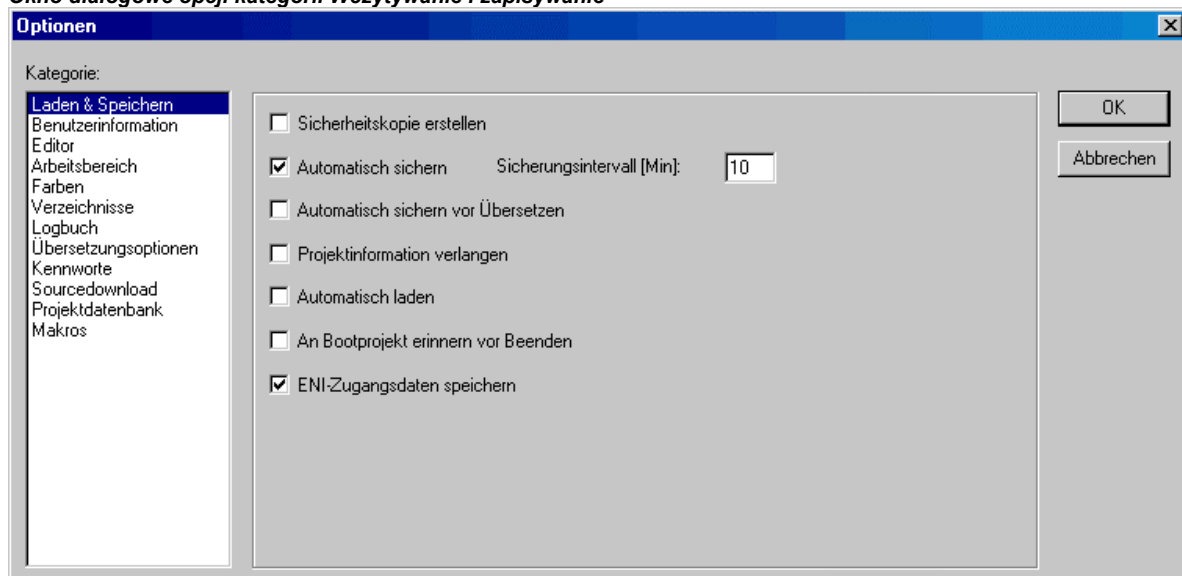 Okno dialogowe opcji kategorii Wczytywanie i zapisywanie
Optionen
Kategorie:
Laden & Speichern
Benutzerinformation
Editor
Arbeitsbereich
Farben
Verzeichnisse
Logbuch
Übersetzungsoptionen
Kennworte
Sourcedownload
Projektdatenbank
Makros
Sicherheitskopie erstellen
Automatisch sichern Sicherungsintervall [Min]: 10
Automatisch sichern vor Übersetzen
Projektinformation verlangen
Automatisch laden
An Bootprojekt erinnern vor Beenden
ENI-Zugangsdaten speichern
OK
Abbrechen